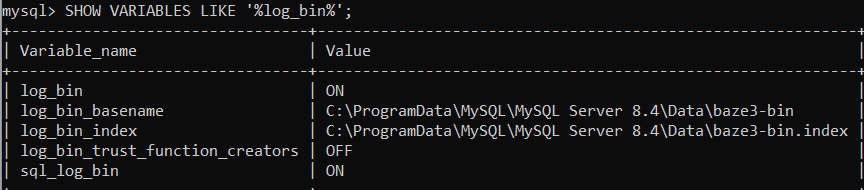 mysql> SHOW VARIABLES LIKE '%log_bin%';
+---------------------------------+-----------------------------------------------------------+
| Variable_name | Value |
+---------------------------------+-----------------------------------------------------------+
| log_bin | ON |
| log_bin_basename | C:\ProgramData\MySQL\MySQL Server 8.4\Data\baze3-bin |
| log_bin_index | C:\ProgramData\MySQL\MySQL Server 8.4\Data\baze3-bin.index |
| log_bin_trust_function_creators | OFF |
| sql_log_bin | ON |